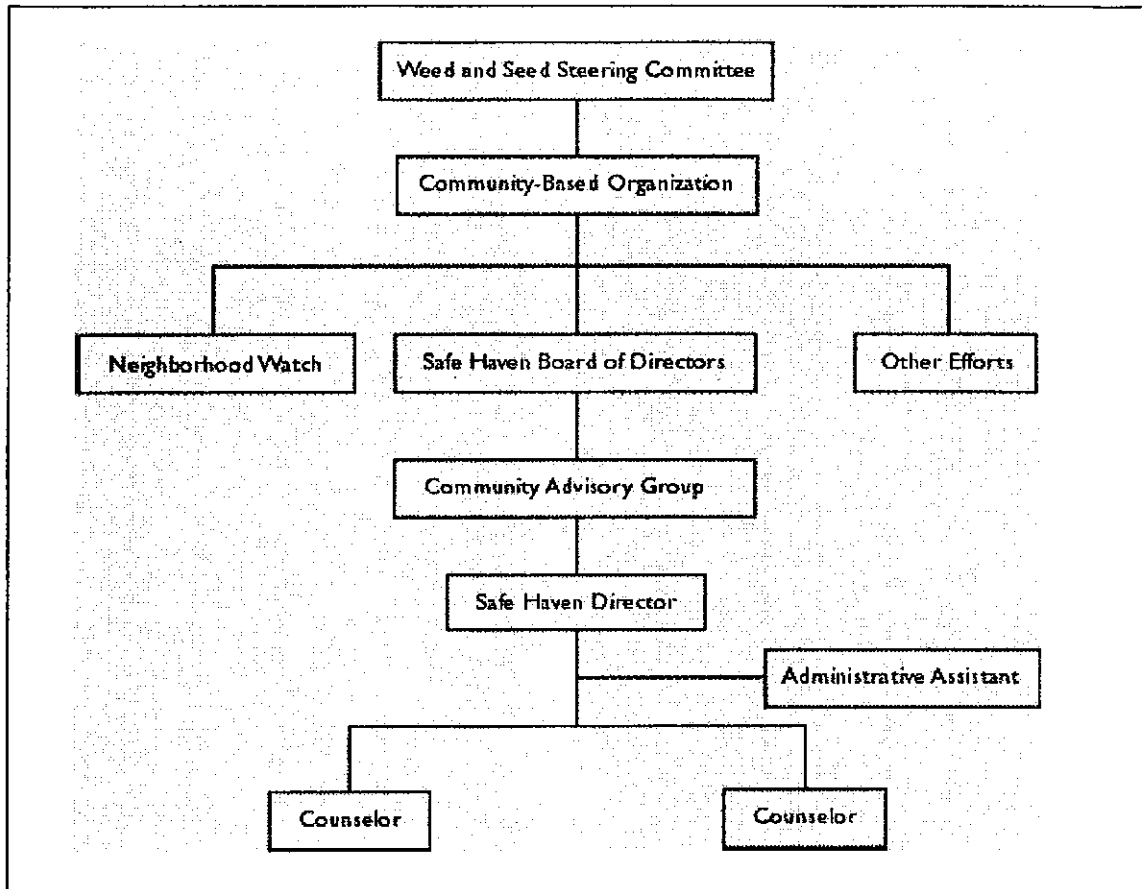 Weed and Seed Steering Committee
Community-Based Organization
Neighborhood Watch
Safe Haven Board of Directors
Other Efforts
Community Advisory Group
Safe Haven Director
Administrative Assistant
Counselor
Counselor